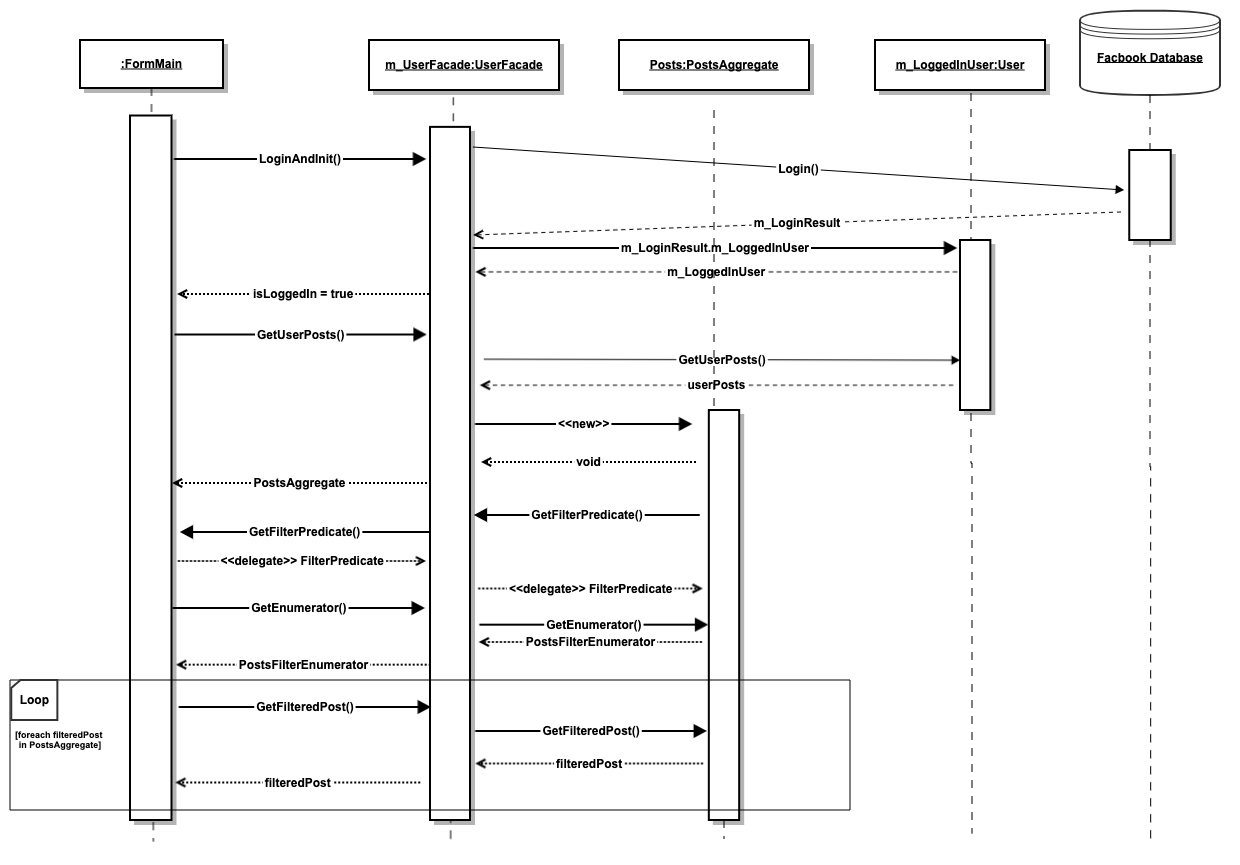 :FormMain
m_UserFacade:UserFacade
Posts:PostsAggregate
m_LoggedInUser:User
Facbook Database
LoginAndInit()
Login()
m_LoginResult
m_LoginResult.m_LoggedInUser
m_LoggedInUser
isLoggedIn = true
GetUserPosts()
GetUserPosts()
userPosts
<<new>>
void
PostsAggregate
GetFilterPredicate()
GetFilterPredicate()
<<delegate>> FilterPredicate
<<delegate>> FilterPredicate
GetEnumerator()
GetEnumerator()
PostsFilterEnumerator
PostsFilterEnumerator
Loop
GetFilteredPost()
GetFilteredPost()
[foreach filteredPost
in PostsAggregate]
filteredPost
filteredPost